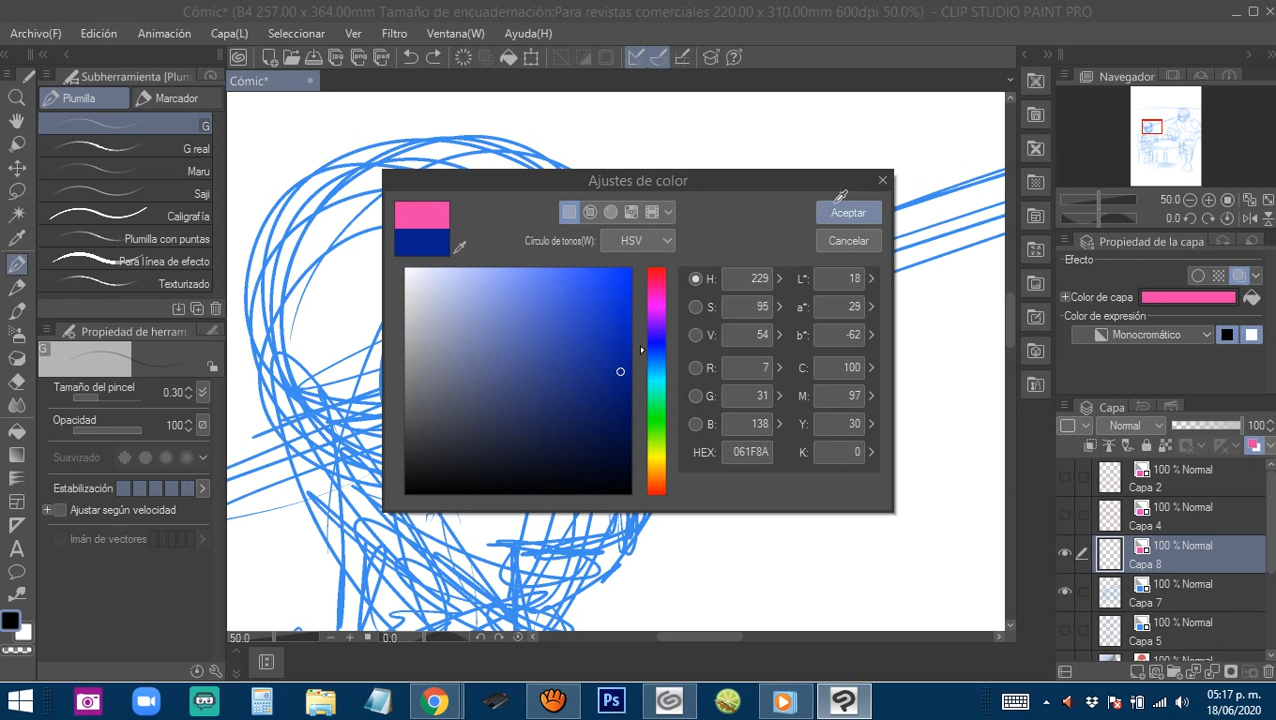 Cómic* (B4 257.00 x 364.00mm Tamaño de encuadernación:Para revistas comerciales 220.00 x 310.00mm 600dpi 50.0%) - CLIP STUDIO PAINT PRO
Archivo(F) Edición Animación Capa(L) Seleccionar Ver Filtro Ventana(W) Ayuda(H)
Subherramienta [Plum
Cómic*
Navegador
Plumilla Marcador
G
G real
Maru
Saji
Caligrafía
Plumilla con puntas
Para línea de efecto
Texturizado
Propiedad de herram
G
Tamaño del pincel 0.30
Opacidad 100
Suavizado
Estabilización
Ajustar según velocidad
Imán de vectores
Ajustes de color
Aceptar
Círculo de tonos(W): HSV Cancelar
H: 229 L*: 18
S: 95 a*: 29
V: 54 b*: -62
R: 7 C: 100
G: 31 M: 97
B: 138 Y: 30
HEX: 061F8A K: 0
50.0 0.0
50.0
0.0
Propiedad de la capa
Efecto
Color de capa
Color de expresión
Monocromático
Capa
Normal 100
100 % Normal
Capa 2
100 % Normal
Capa 4
100 % Normal
Capa 8
100 % Normal
Capa 7
100 % Normal
Capa 5
100 % Normal
Ps
05:17 p. m.
18/06/2020